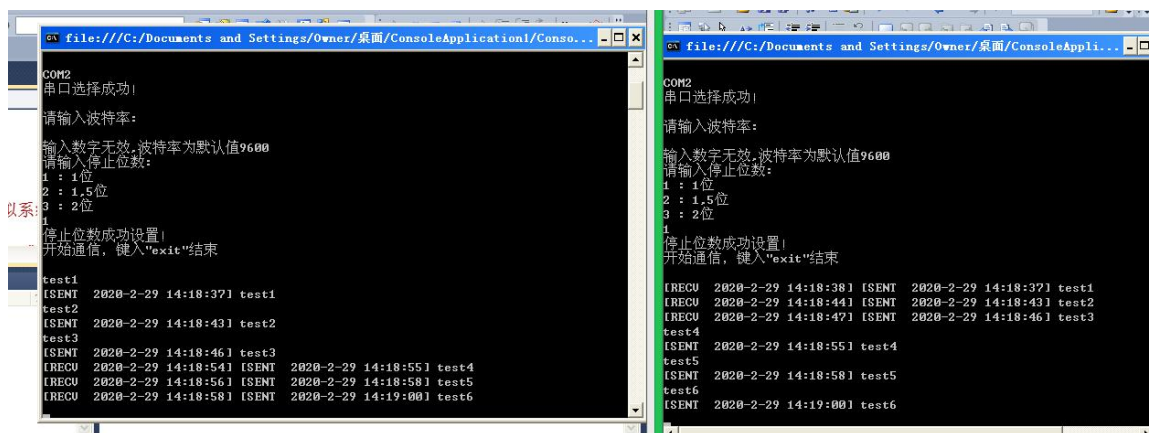 file:///C:/Documents and Settings/Owner/桌面/ConsoleApplication1/Conso...
COM2
串口选择成功!
请输入波特率:
输入数字无效,波特率为默认值9600
请输入停止位数:
1 : 1位
2 : 1.5位
3 : 2位
1
停止位数成功设置!
开始通信, 键入"exit"结束
test1
[SENT 2020-2-29 14:18:37] test1
test2
[SENT 2020-2-29 14:18:43] test2
test3
[SENT 2020-2-29 14:18:46] test3
[RECV 2020-2-29 14:18:54] [SENT 2020-2-29 14:18:55] test4
[RECV 2020-2-29 14:18:56] [SENT 2020-2-29 14:18:58] test5
[RECV 2020-2-29 14:18:58] [SENT 2020-2-29 14:19:00] test6
file:///C:/Documents and Settings/Owner/桌面/ConsoleAppli...
COM2
串口选择成功!
请输入波特率:
输入数字无效,波特率为默认值9600
请输入停止位数:
1 : 1位
2 : 1.5位
3 : 2位
1
停止位数成功设置!
开始通信, 键入"exit"结束
[RECV 2020-2-29 14:18:38] [SENT 2020-2-29 14:18:37] test1
[RECV 2020-2-29 14:18:44] [SENT 2020-2-29 14:18:43] test2
[RECV 2020-2-29 14:18:47] [SENT 2020-2-29 14:18:46] test3
test4
[SENT 2020-2-29 14:18:55] test4
test5
[SENT 2020-2-29 14:18:58] test5
test6
[SENT 2020-2-29 14:19:00] test6